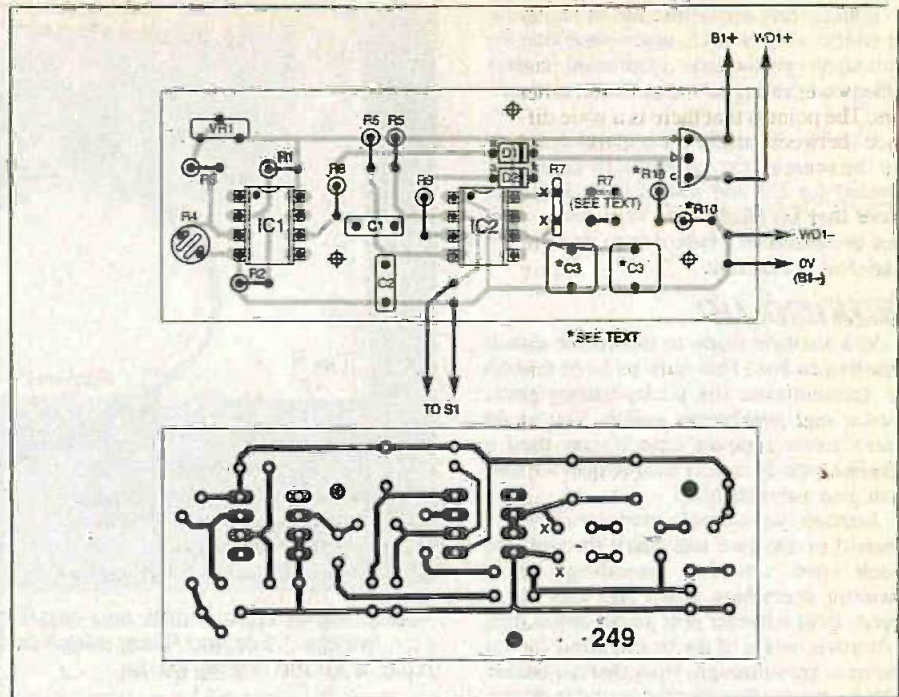 B1+ WD1+
VR1
R3
R1
R8
R5 R5
D1
D2
R9
R7
R7
(SEE TEXT)
*R10
*R10
b
e
c
R4
IC1
C1
IC2
x
x
R2
C2
*C3
*C3
WD1–
0V
(B1–)
*SEE TEXT
TO S1
x
x
249